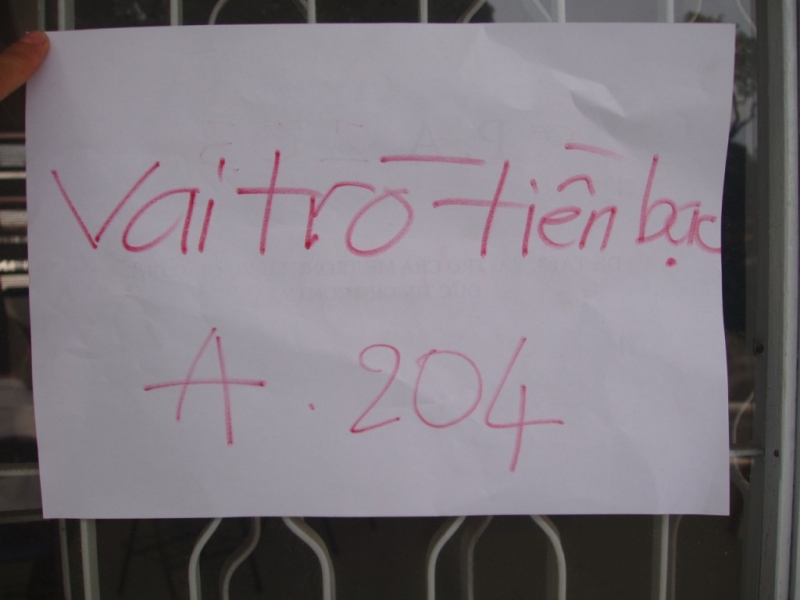 Vai trò tiền bạc
A. 204